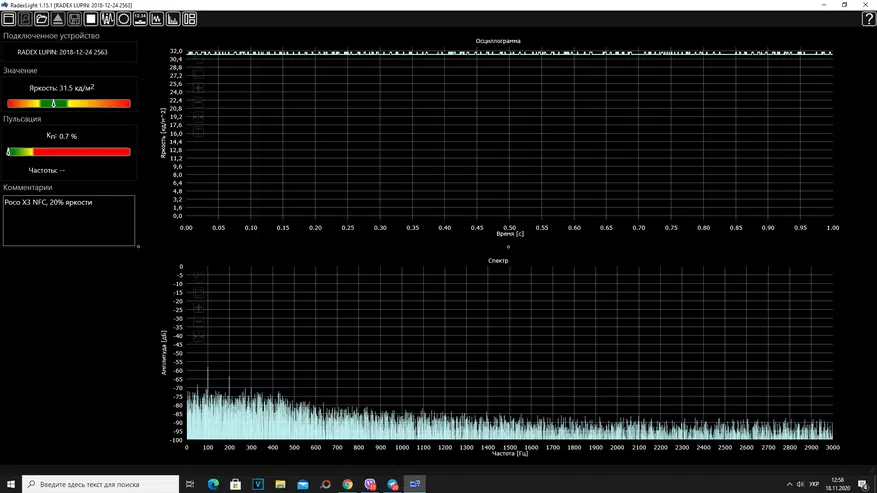 RadexLight 1.15.1 [RADEX LUPIN: 2018-12-24 2563]
Подключенное устройство
RADEX LUPIN: 2018-12-24 2563
Значение
Яркость: 31.5 кд/м2
Пульсация
Кп: 0.7 %
Частоты: --
Комментарии
Poco X3 NFC, 20% яркости
12:34
?
Осциллограмма
Яркость [кд/м^2]
32,0
30,4
28,8
27,2
25,6
24,0
22,4
20,8
19,2
17,6
16,0
14,4
12,8
11,2
9,6
8,0
6,4
4,8
3,2
1,6
0,0
0.00 0.05 0.10 0.15 0.20 0.25 0.30 0.35 0.40 0.45 0.50 0.55 0.60 0.65 0.70 0.75 0.80 0.85 0.90 0.95 1.00
Время [с]
Спектр
Амплитуда [дБ]
0
-5
-10
-15
-20
-25
-30
-35
-40
-45
-50
-55
-60
-65
-70
-75
-80
-85
-90
-95
-100
0 100 200 300 400 500 600 700 800 900 1000 1100 1200 1300 1400 1500 1600 1700 1800 1900 2000 2100 2200 2300 2400 2500 2600 2700 2800 2900 3000
Частота [Гц]
Введите здесь текст для поиска
УКР
12:58
18.11.2020